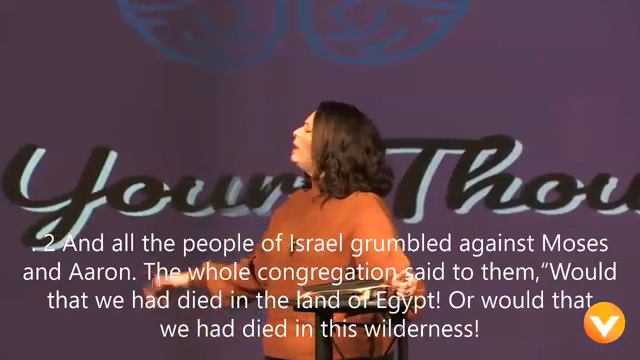 Your Thou
. 2 And all the people of Israel grumbled against Moses
and Aaron. The whole congregation said to them,“Would
that we had died in the land of Egypt! Or would that
we had died in this wilderness!